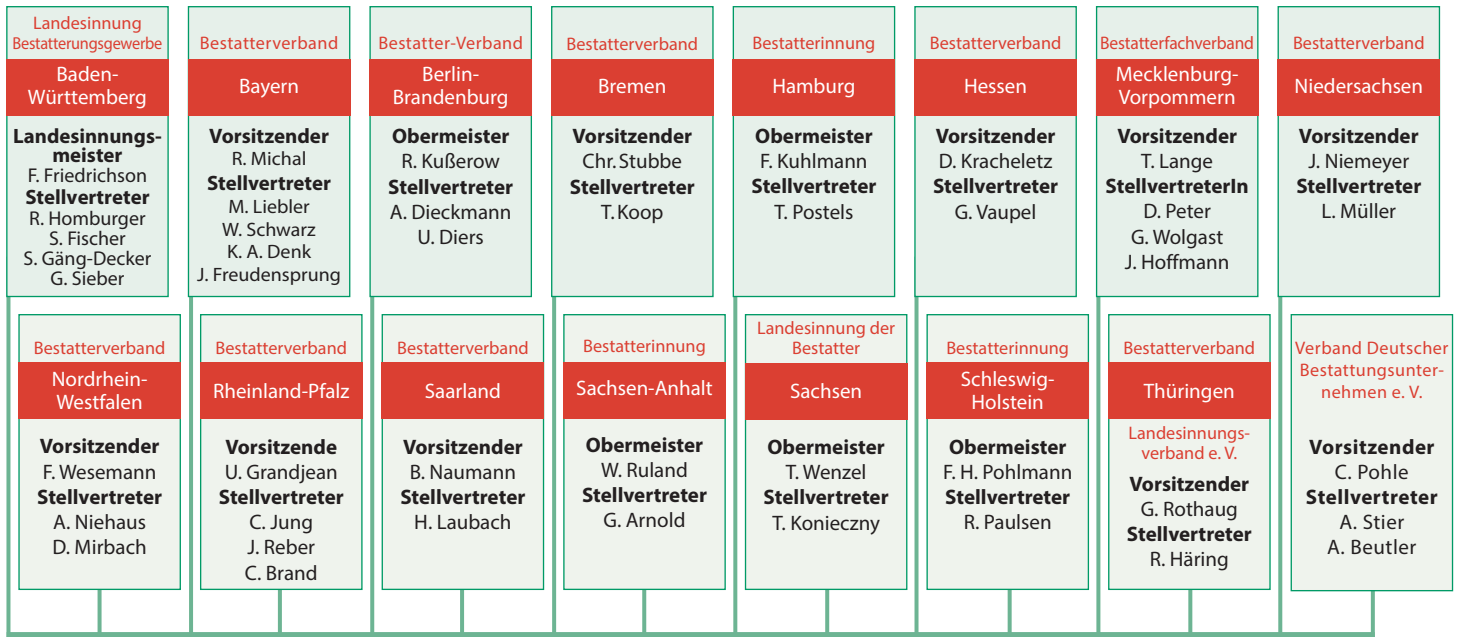 Landesinnung
Bestatterungsgewerbe
Baden-
Württemberg
Landesinnungs-
meister
F. Friedrichson
Stellvertreter
R. Homburger
S. Fischer
S. Gäng-Decker
G. Sieber
Bestatterverband
Bayern
Vorsitzender
R. Michal
Stellvertreter
M. Liebler
W. Schwarz
K. A. Denk
J. Freudensprung
Bestatter-Verband
Berlin-
Brandenburg
Obermeister
R. Kußerow
Stellvertreter
A. Dieckmann
U. Diers
Bestatterverband
Bremen
Vorsitzender
Chr. Stubbe
Stellvertreter
T. Koop
Bestatterinnung
Hamburg
Obermeister
F. Kuhlmann
Stellvertreter
T. Postels
Bestatterverband
Hessen
Vorsitzender
D. Kracheletz
Stellvertreter
G. Vaupel
Bestatterfachverband
Mecklenburg-
Vorpommern
Vorsitzender
T. Lange
StellvertreterIn
D. Peter
G. Wolgast
J. Hoffmann
Bestatterverband
Niedersachsen
Vorsitzender
J. Niemeyer
Stellvertreter
L. Müller
Bestatterverband
Nordrhein-
Westfalen
Vorsitzender
F. Wesemann
Stellvertreter
A. Niehaus
D. Mirbach
Bestatterverband
Rheinland-Pfalz
Vorsitzende
U. Grandjean
Stellvertreter
C. Jung
J. Reber
C. Brand
Bestatterverband
Saarland
Vorsitzender
B. Naumann
Stellvertreter
H. Laubach
Bestatterinnung
Sachsen-Anhalt
Obermeister
W. Ruland
Stellvertreter
G. Arnold
Landesinnung der
Bestatter
Sachsen
Obermeister
T. Wenzel
Stellvertreter
T. Konieczny
Bestatterinnung
Schleswig-
Holstein
Obermeister
F. H. Pohlmann
Stellvertreter
R. Paulsen
Bestatterverband
Thüringen
Landesinnungs-
verband e. V.
Vorsitzender
G. Rothaug
Stellvertreter
R. Häring
Verband Deutscher
Bestattungsunter-
nehmen e. V.
Vorsitzender
C. Pohle
Stellvertreter
A. Stier
A. Beutler